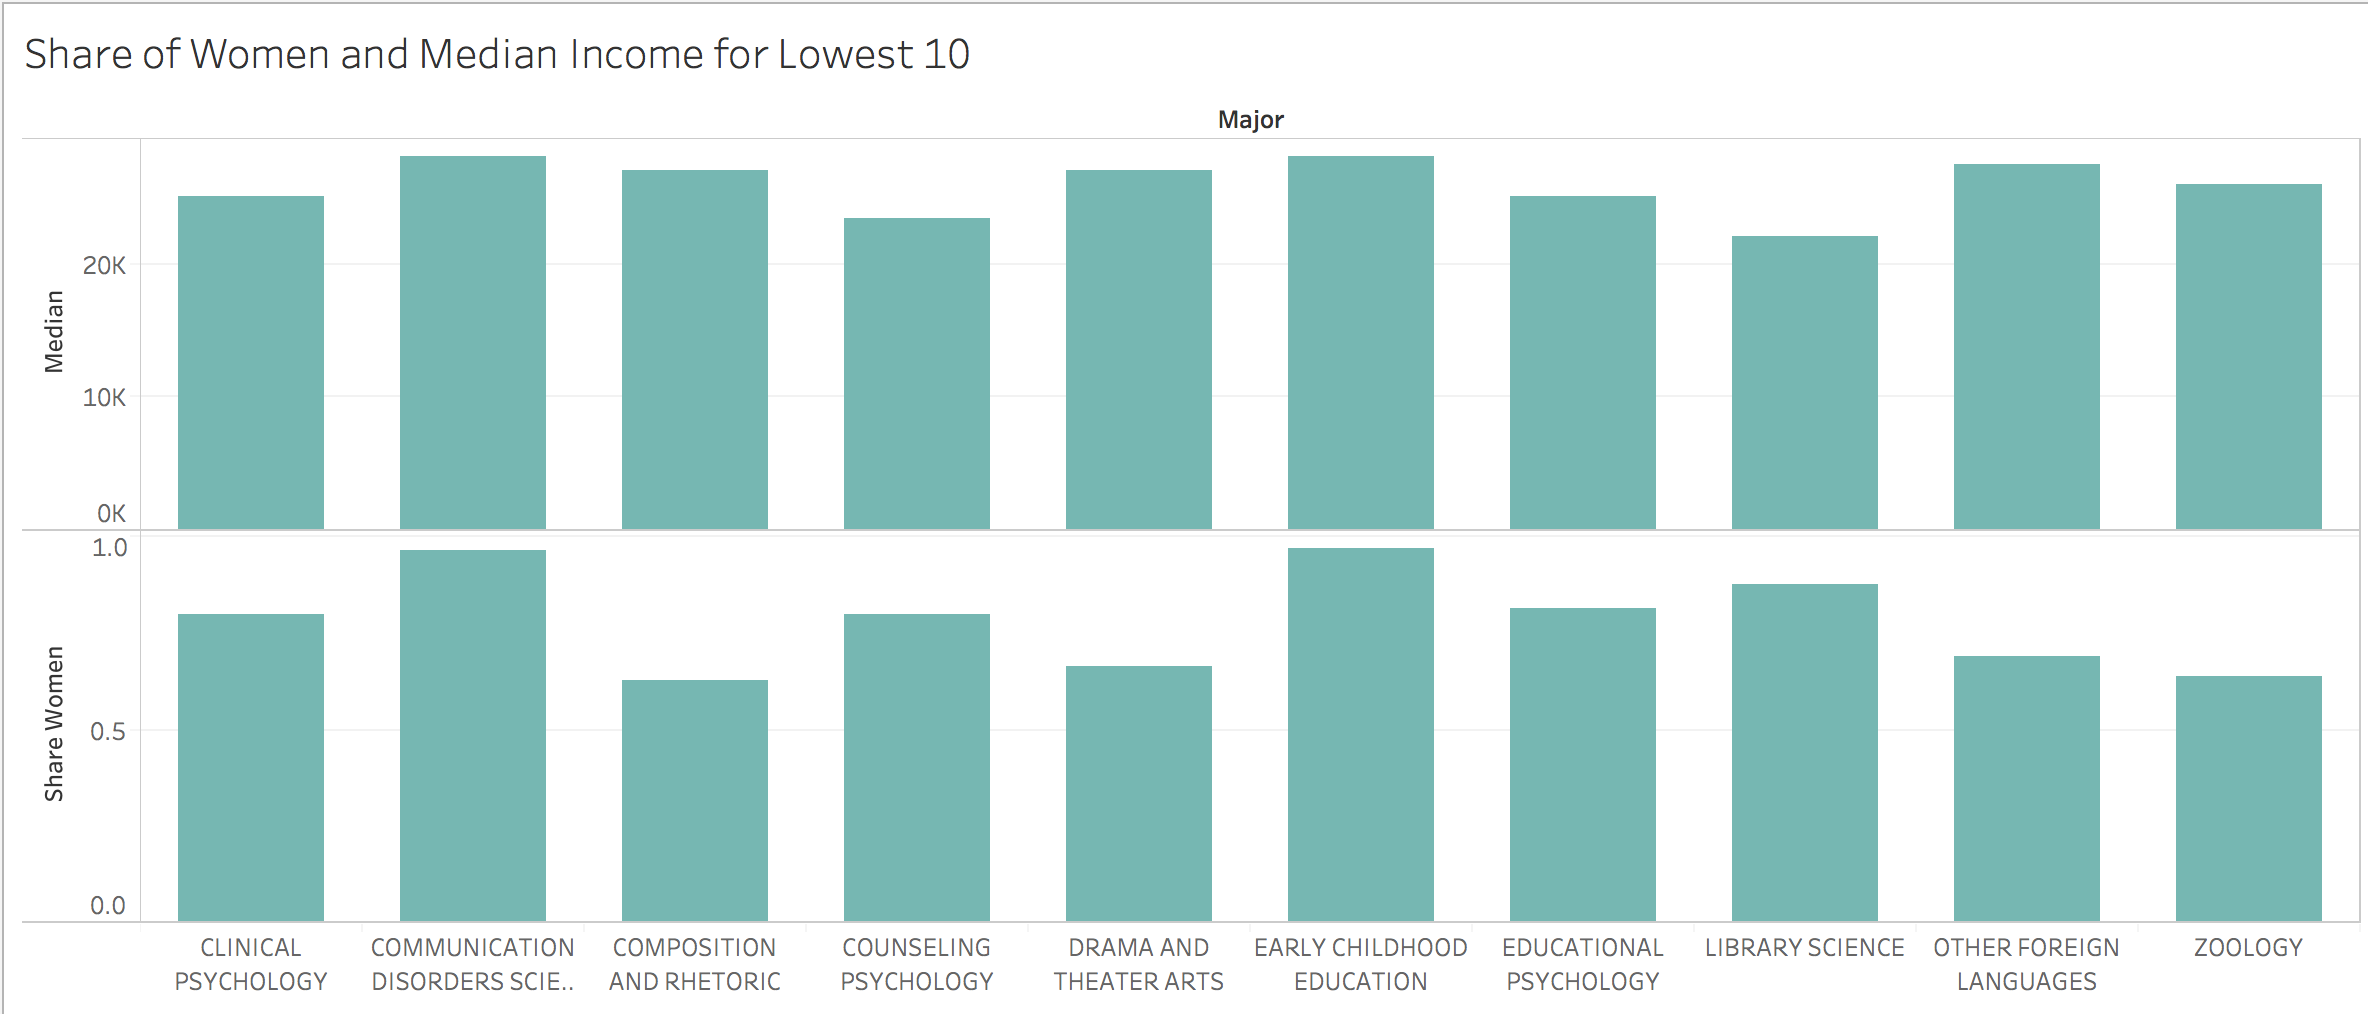 Share of Women and Median Income for Lowest 10
Major
Median
20K
10K
0K
Share Women
1.0
0.5
0.0
CLINICAL
PSYCHOLOGY
COMMUNICATION
DISORDERS SCIE..
COMPOSITION
AND RHETORIC
COUNSELING
PSYCHOLOGY
DRAMA AND
THEATER ARTS
EARLY CHILDHOOD
EDUCATION
EDUCATIONAL
PSYCHOLOGY
LIBRARY SCIENCE
OTHER FOREIGN
LANGUAGES
ZOOLOGY